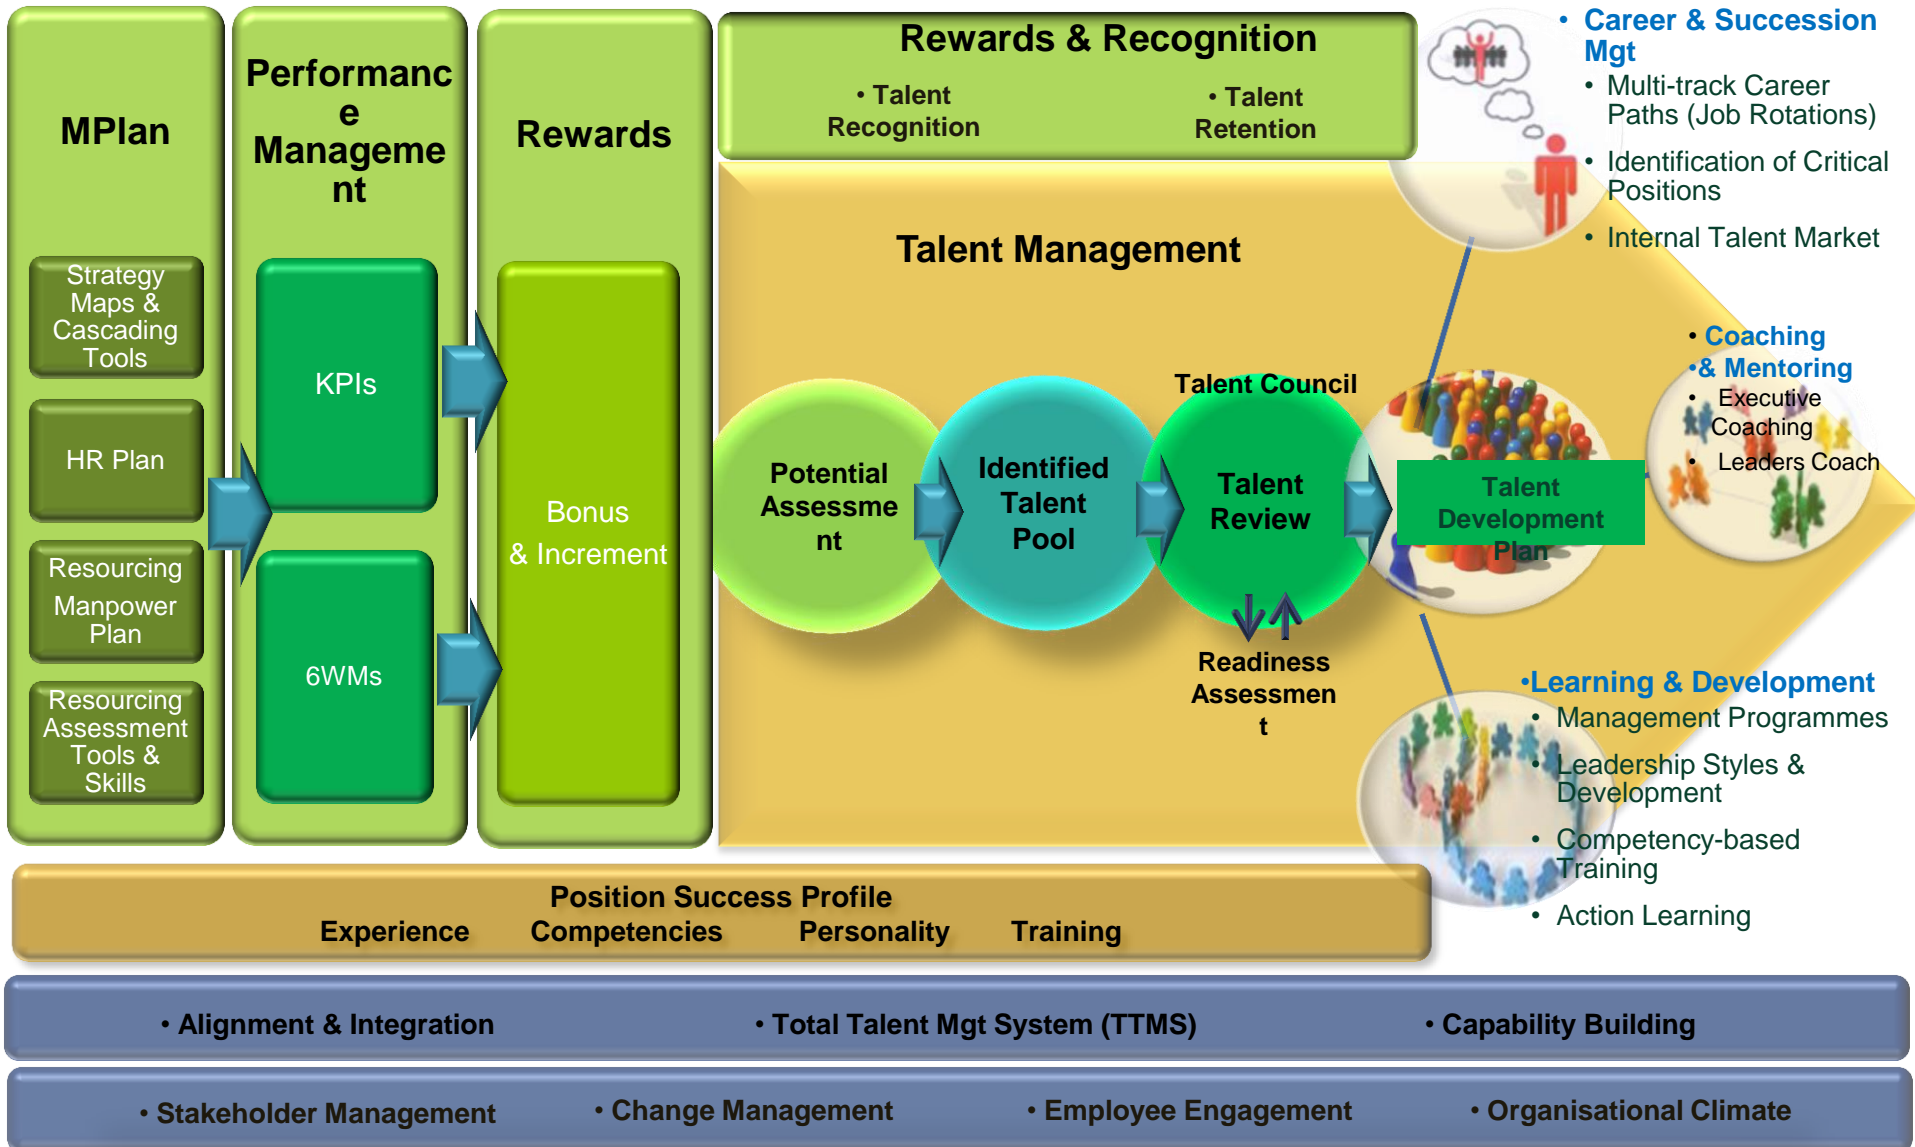 MPlan
Strategy
Maps &
Cascading
Tools
HR Plan
Resourcing
Manpower
Plan
Resourcing
Assessment
Tools &
Skills
Performanc
e
Manageme
nt
KPIs
6WMs
Rewards
Bonus
& Increment
Rewards & Recognition
• Talent
Recognition
• Talent
Retention
Talent Management
Potential
Assessme
nt
Identified
Talent
Pool
Talent Council
Talent
Review
Readiness
Assessmen
t
Talent
Development
Plan
• Career & Succession
Mgt
• Multi-track Career
Paths (Job Rotations)
• Identification of Critical
Positions
• Internal Talent Market
• Coaching
•& Mentoring
• Executive
Coaching
• Leaders Coach
•Learning & Development
• Management Programmes
• Leadership Styles &
Development
• Competency-based
Training
• Action Learning
Position Success Profile
Experience Competencies Personality Training
• Alignment & Integration • Total Talent Mgt System (TTMS) • Capability Building
• Stakeholder Management • Change Management • Employee Engagement • Organisational Climate